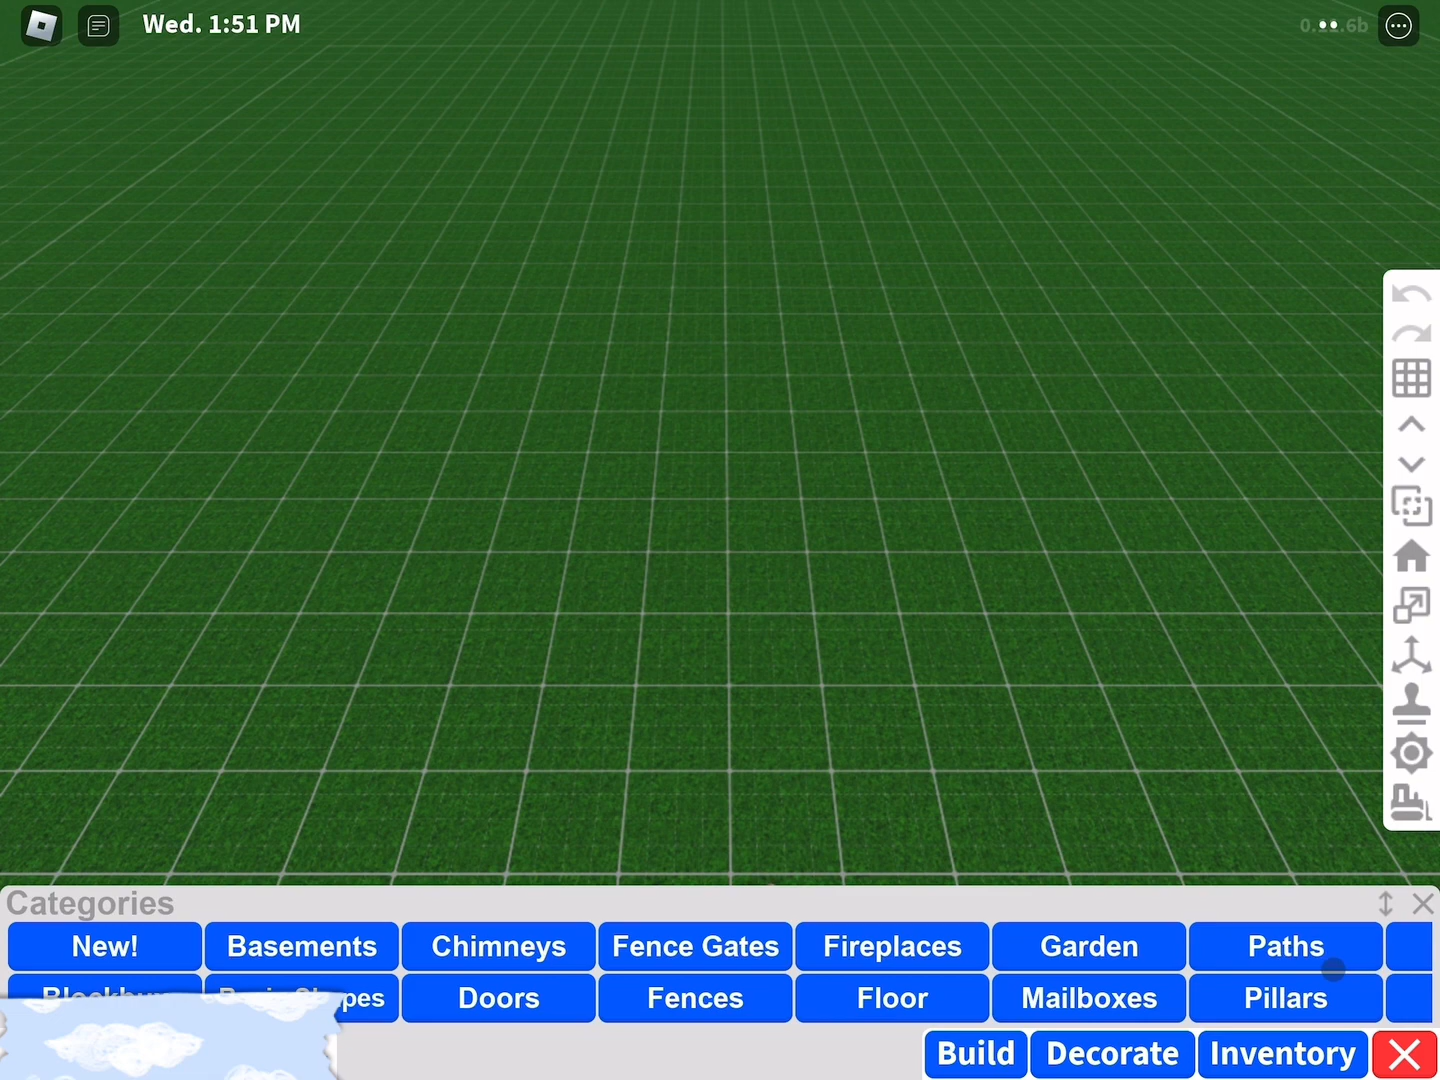 Wed. 1:51 PM
Categories
New! Basements Chimneys Fence Gates Fireplaces Garden Paths
Doors Fences Floor Mailboxes Pillars
Build Decorate Inventory